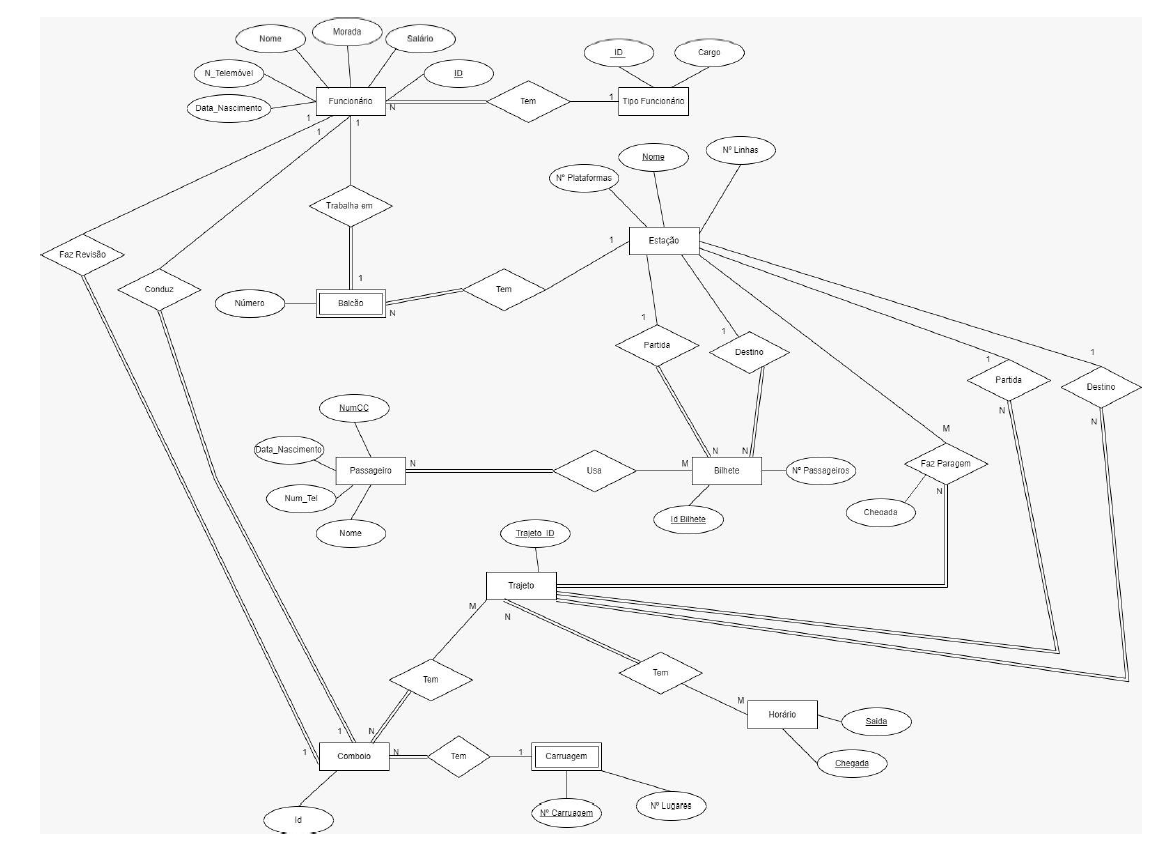 Morada
Nome
Salário
ID
Cargo
N_Telemóvel
ID
Data_Nascimento
Funcionário
N
Tem
1
Tipo Funcionário
1
1
1
Nº Linhas
Nome
Nº Plataformas
Trabalha em
Estação
1
Faz Revisão
Conduz
1
Número
Balcão
N
Tem
1
Partida
1
Destino
1
Partida
1
Destino
N
N
NumCC
M
Data_Nascimento
Passageiro
N
Usa
M
N
N
Bilhete
Nº Passageiros
Faz Paragem
N
Num_Tel
Nome
Id Bilhete
Chegada
Trajeto_ID
Trajeto
M
N
Tem
Tem
M
Horário
Saida
Chegada
1
1
N
Comboio
N
Tem
1
Carruagem
Id
Nº Carruagem
Nº Lugares